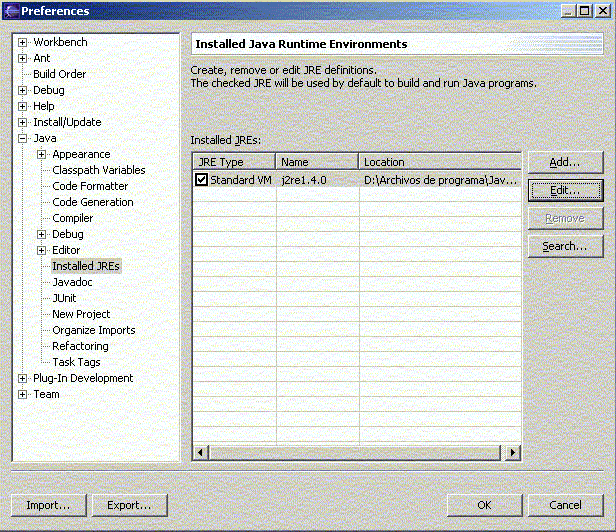 Preferences
Workbench
Ant
Build Order
Debug
Help
Install/Update
Java
Appearance
Classpath Variables
Code Formatter
Code Generation
Compiler
Debug
Editor
Installed JREs
Javadoc
JUnit
New Project
Organize Imports
Refactoring
Task Tags
Plug-In Development
Team
Installed Java Runtime Environments
Create, remove or edit JRE definitions.
The checked JRE will be used by default to build and run Java programs.
Installed JREs:
JRE Type Name Location
Standard VM j2re1.4.0 D:\Archivos de programa\Jav...
Add...
Edit...
Remove
Search...
Import... Export... OK Cancel